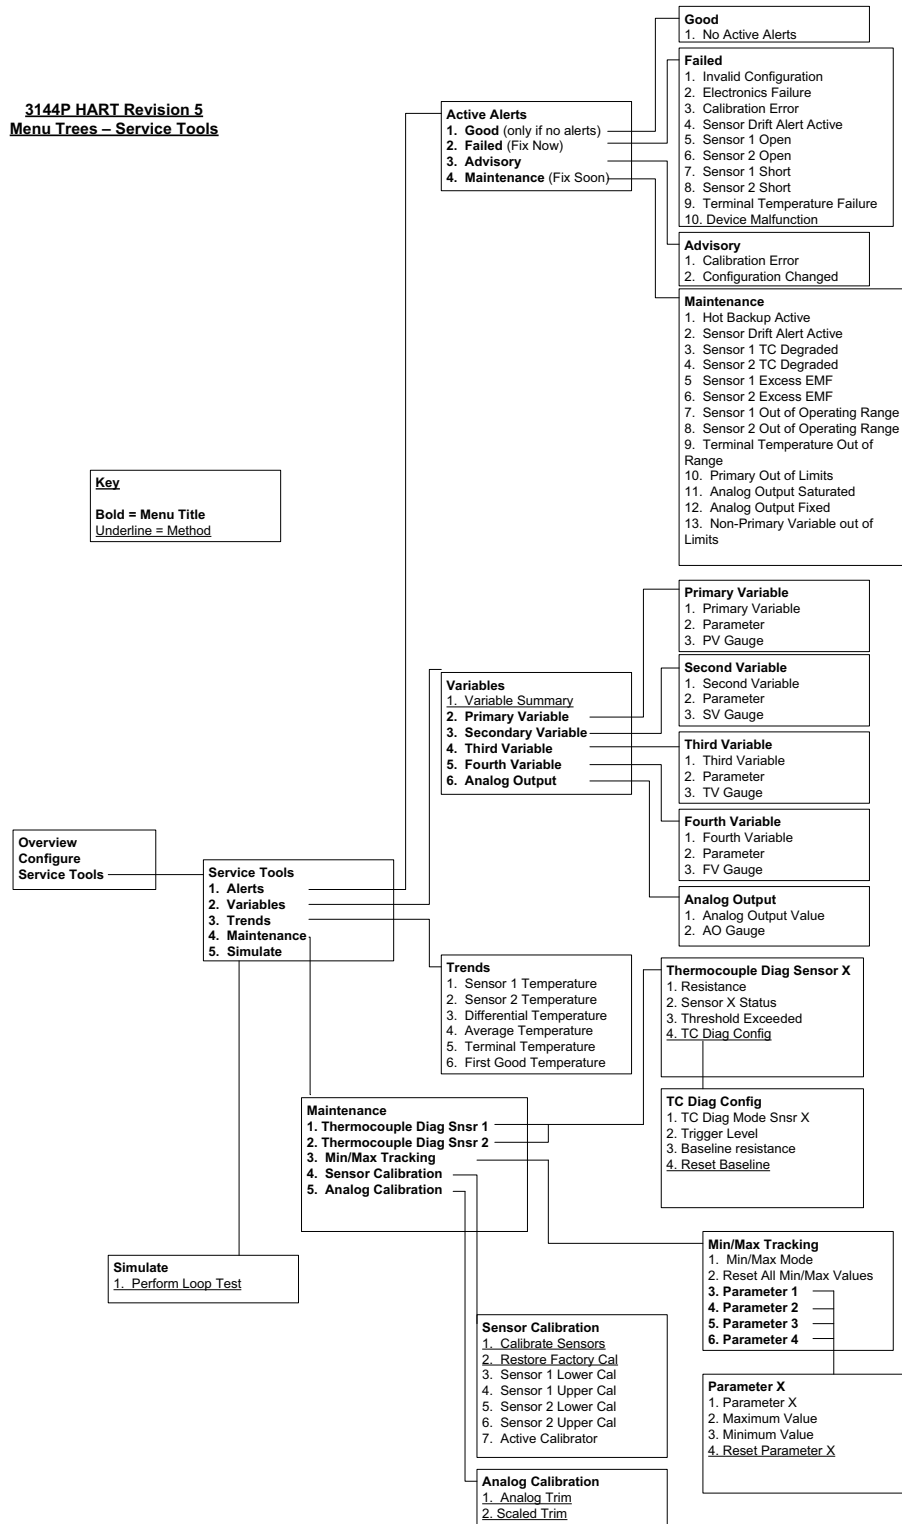 3144P HART Revision 5
Menu Trees – Service Tools
Good
1. No Active Alerts
Failed
1. Invalid Configuration
2. Electronics Failure
3. Calibration Error
4. Sensor Drift Alert Active
5. Sensor 1 Open
6. Sensor 2 Open
7. Sensor 1 Short
8. Sensor 2 Short
9. Terminal Temperature Failure
10. Device Malfunction
Active Alerts
1. Good (only if no alerts)
2. Failed (Fix Now)
3. Advisory
4. Maintenance (Fix Soon)
Advisory
1. Calibration Error
2. Configuration Changed
Maintenance
1. Hot Backup Active
2. Sensor Drift Alert Active
3. Sensor 1 TC Degraded
4. Sensor 2 TC Degraded
5 Sensor 1 Excess EMF
6. Sensor 2 Excess EMF
7. Sensor 1 Out of Operating Range
8. Sensor 2 Out of Operating Range
9. Terminal Temperature Out of
Range
10. Primary Out of Limits
11. Analog Output Saturated
12. Analog Output Fixed
13. Non-Primary Variable out of
Limits
Key
Bold = Menu Title
Underline = Method
Primary Variable
1. Primary Variable
2. Parameter
3. PV Gauge
Second Variable
1. Second Variable
2. Parameter
3. SV Gauge
Variables
1. Variable Summary
2. Primary Variable
3. Secondary Variable
4. Third Variable
5. Fourth Variable
6. Analog Output
Third Variable
1. Third Variable
2. Parameter
3. TV Gauge
Fourth Variable
1. Fourth Variable
2. Parameter
3. FV Gauge
Analog Output
1. Analog Output Value
2. AO Gauge
Overview
Configure
Service Tools
Service Tools
1. Alerts
2. Variables
3. Trends
4. Maintenance
5. Simulate
Trends
1. Sensor 1 Temperature
2. Sensor 2 Temperature
3. Differential Temperature
4. Average Temperature
5. Terminal Temperature
6. First Good Temperature
Thermocouple Diag Sensor X
1. Resistance
2. Sensor X Status
3. Threshold Exceeded
4. TC Diag Config
TC Diag Config
1. TC Diag Mode Snsr X
2. Trigger Level
3. Baseline resistance
4. Reset Baseline
Maintenance
1. Thermocouple Diag Snsr 1
2. Thermocouple Diag Snsr 2
3. Min/Max Tracking
4. Sensor Calibration
5. Analog Calibration
Simulate
1. Perform Loop Test
Min/Max Tracking
1. Min/Max Mode
2. Reset All Min/Max Values
3. Parameter 1
4. Parameter 2
5. Parameter 3
6. Parameter 4
Sensor Calibration
1. Calibrate Sensors
2. Restore Factory Cal
3. Sensor 1 Lower Cal
4. Sensor 1 Upper Cal
5. Sensor 2 Lower Cal
6. Sensor 2 Upper Cal
7. Active Calibrator
Parameter X
1. Parameter X
2. Maximum Value
3. Minimum Value
4. Reset Parameter X
Analog Calibration
1. Analog Trim
2. Scaled Trim